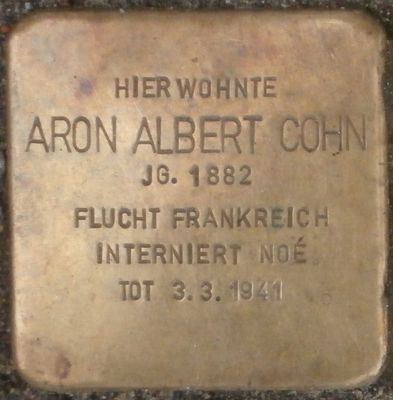 HIER WOHNTE
ARON ALBERT COHN
JG. 1882
FLUCHT FRANKREICH
INTERNIERT NOÉ
TOT 3.3.1941